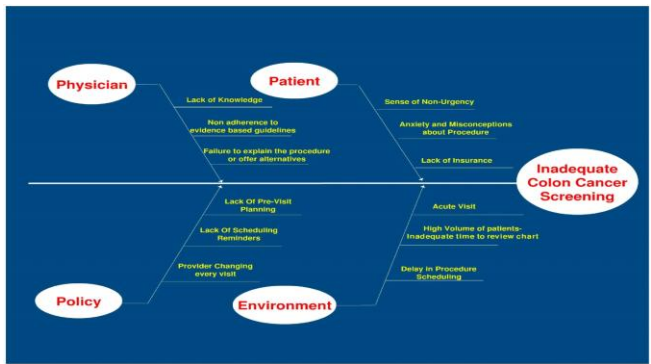 Physician
Lack of Knowledge
Non adherence to
evidence based guidelines
Failure to explain the procedure
or offer alternatives
Patient
Sense of Non-Urgency
Anxiety and Misconceptions
about Procedure
Lack of Insurance
Inadequate
Colon Cancer
Screening
Policy
Lack Of Pre-Visit
Planning
Lack Of Scheduling
Reminders
Provider Changing
every visit
Environment
Acute Visit
High Volume of patients-
Inadequate time to review chart
Delay in Procedure
Scheduling